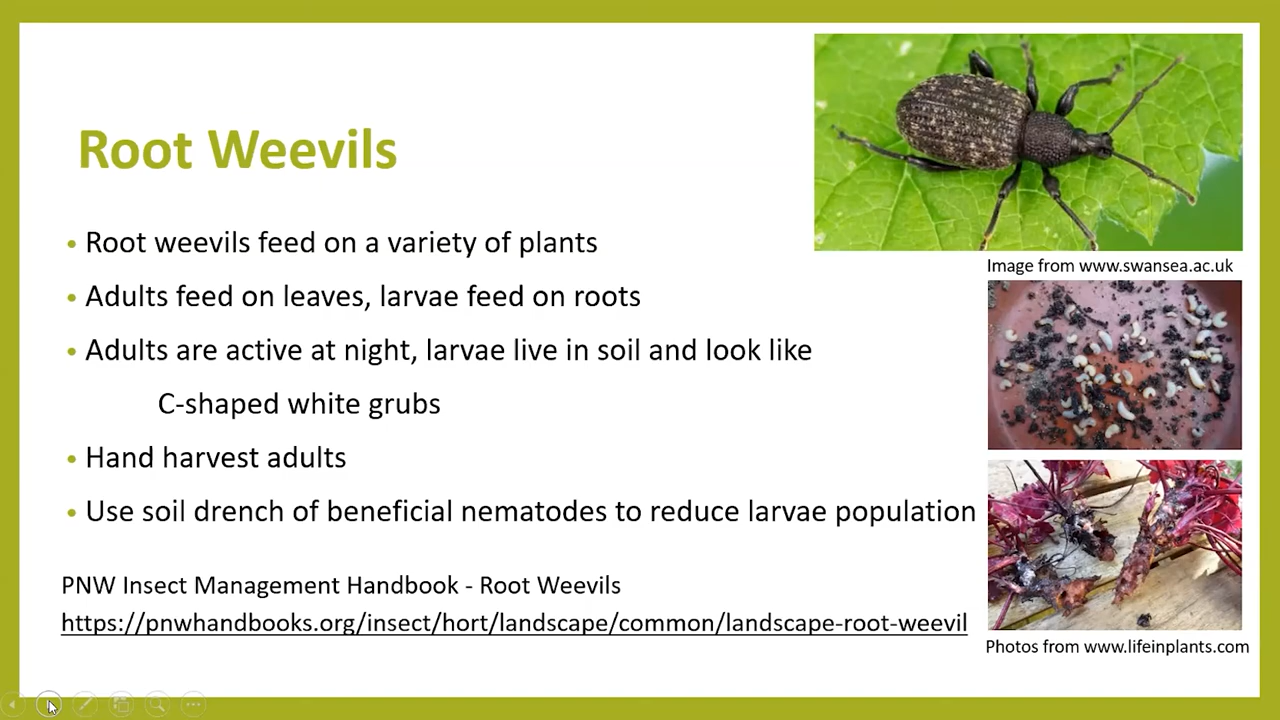 Root Weevils
• Root weevils feed on a variety of plants
• Adults feed on leaves, larvae feed on roots
• Adults are active at night, larvae live in soil and look like
C-shaped white grubs
• Hand harvest adults
• Use soil drench of beneficial nematodes to reduce larvae population
PNW Insect Management Handbook - Root Weevils
https://pnwhandbooks.org/insect/hort/landscape/common/landscape-root-weevil
Image from www.swansea.ac.uk
Photos from www.lifeinplants.com